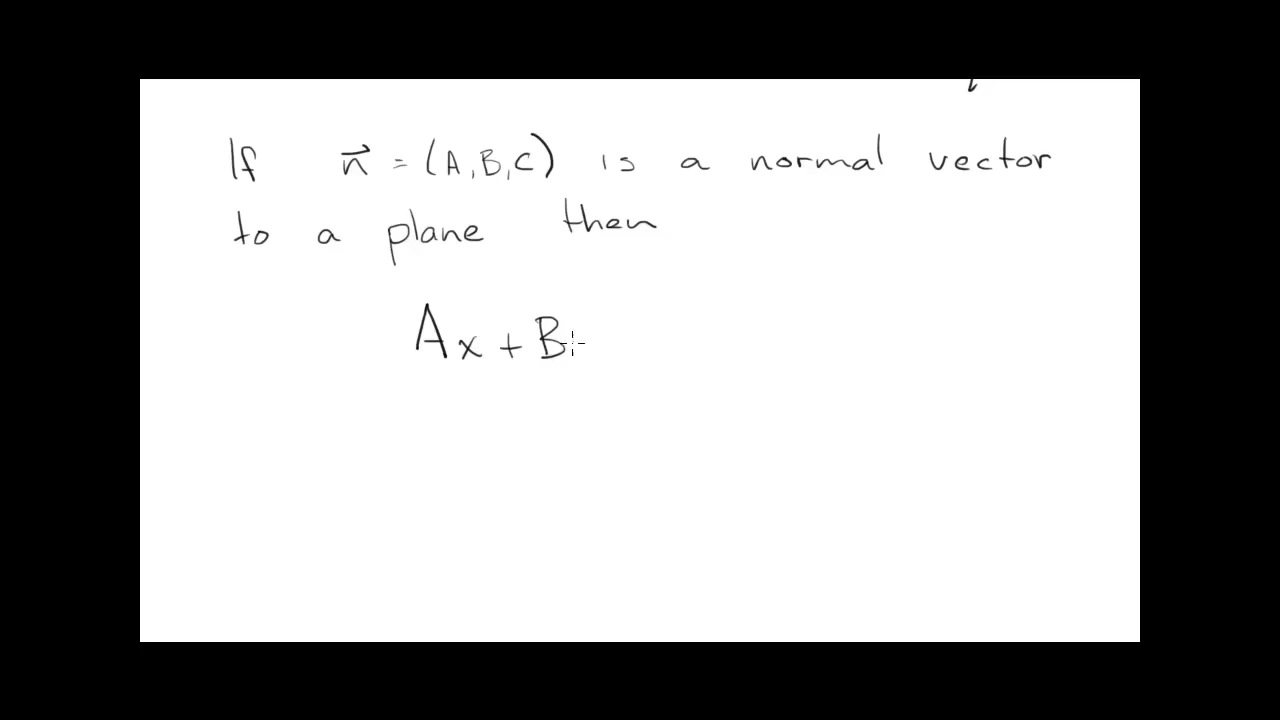 If n⃗ = (A,B,C) is a normal vector
to a plane then
Ax + B